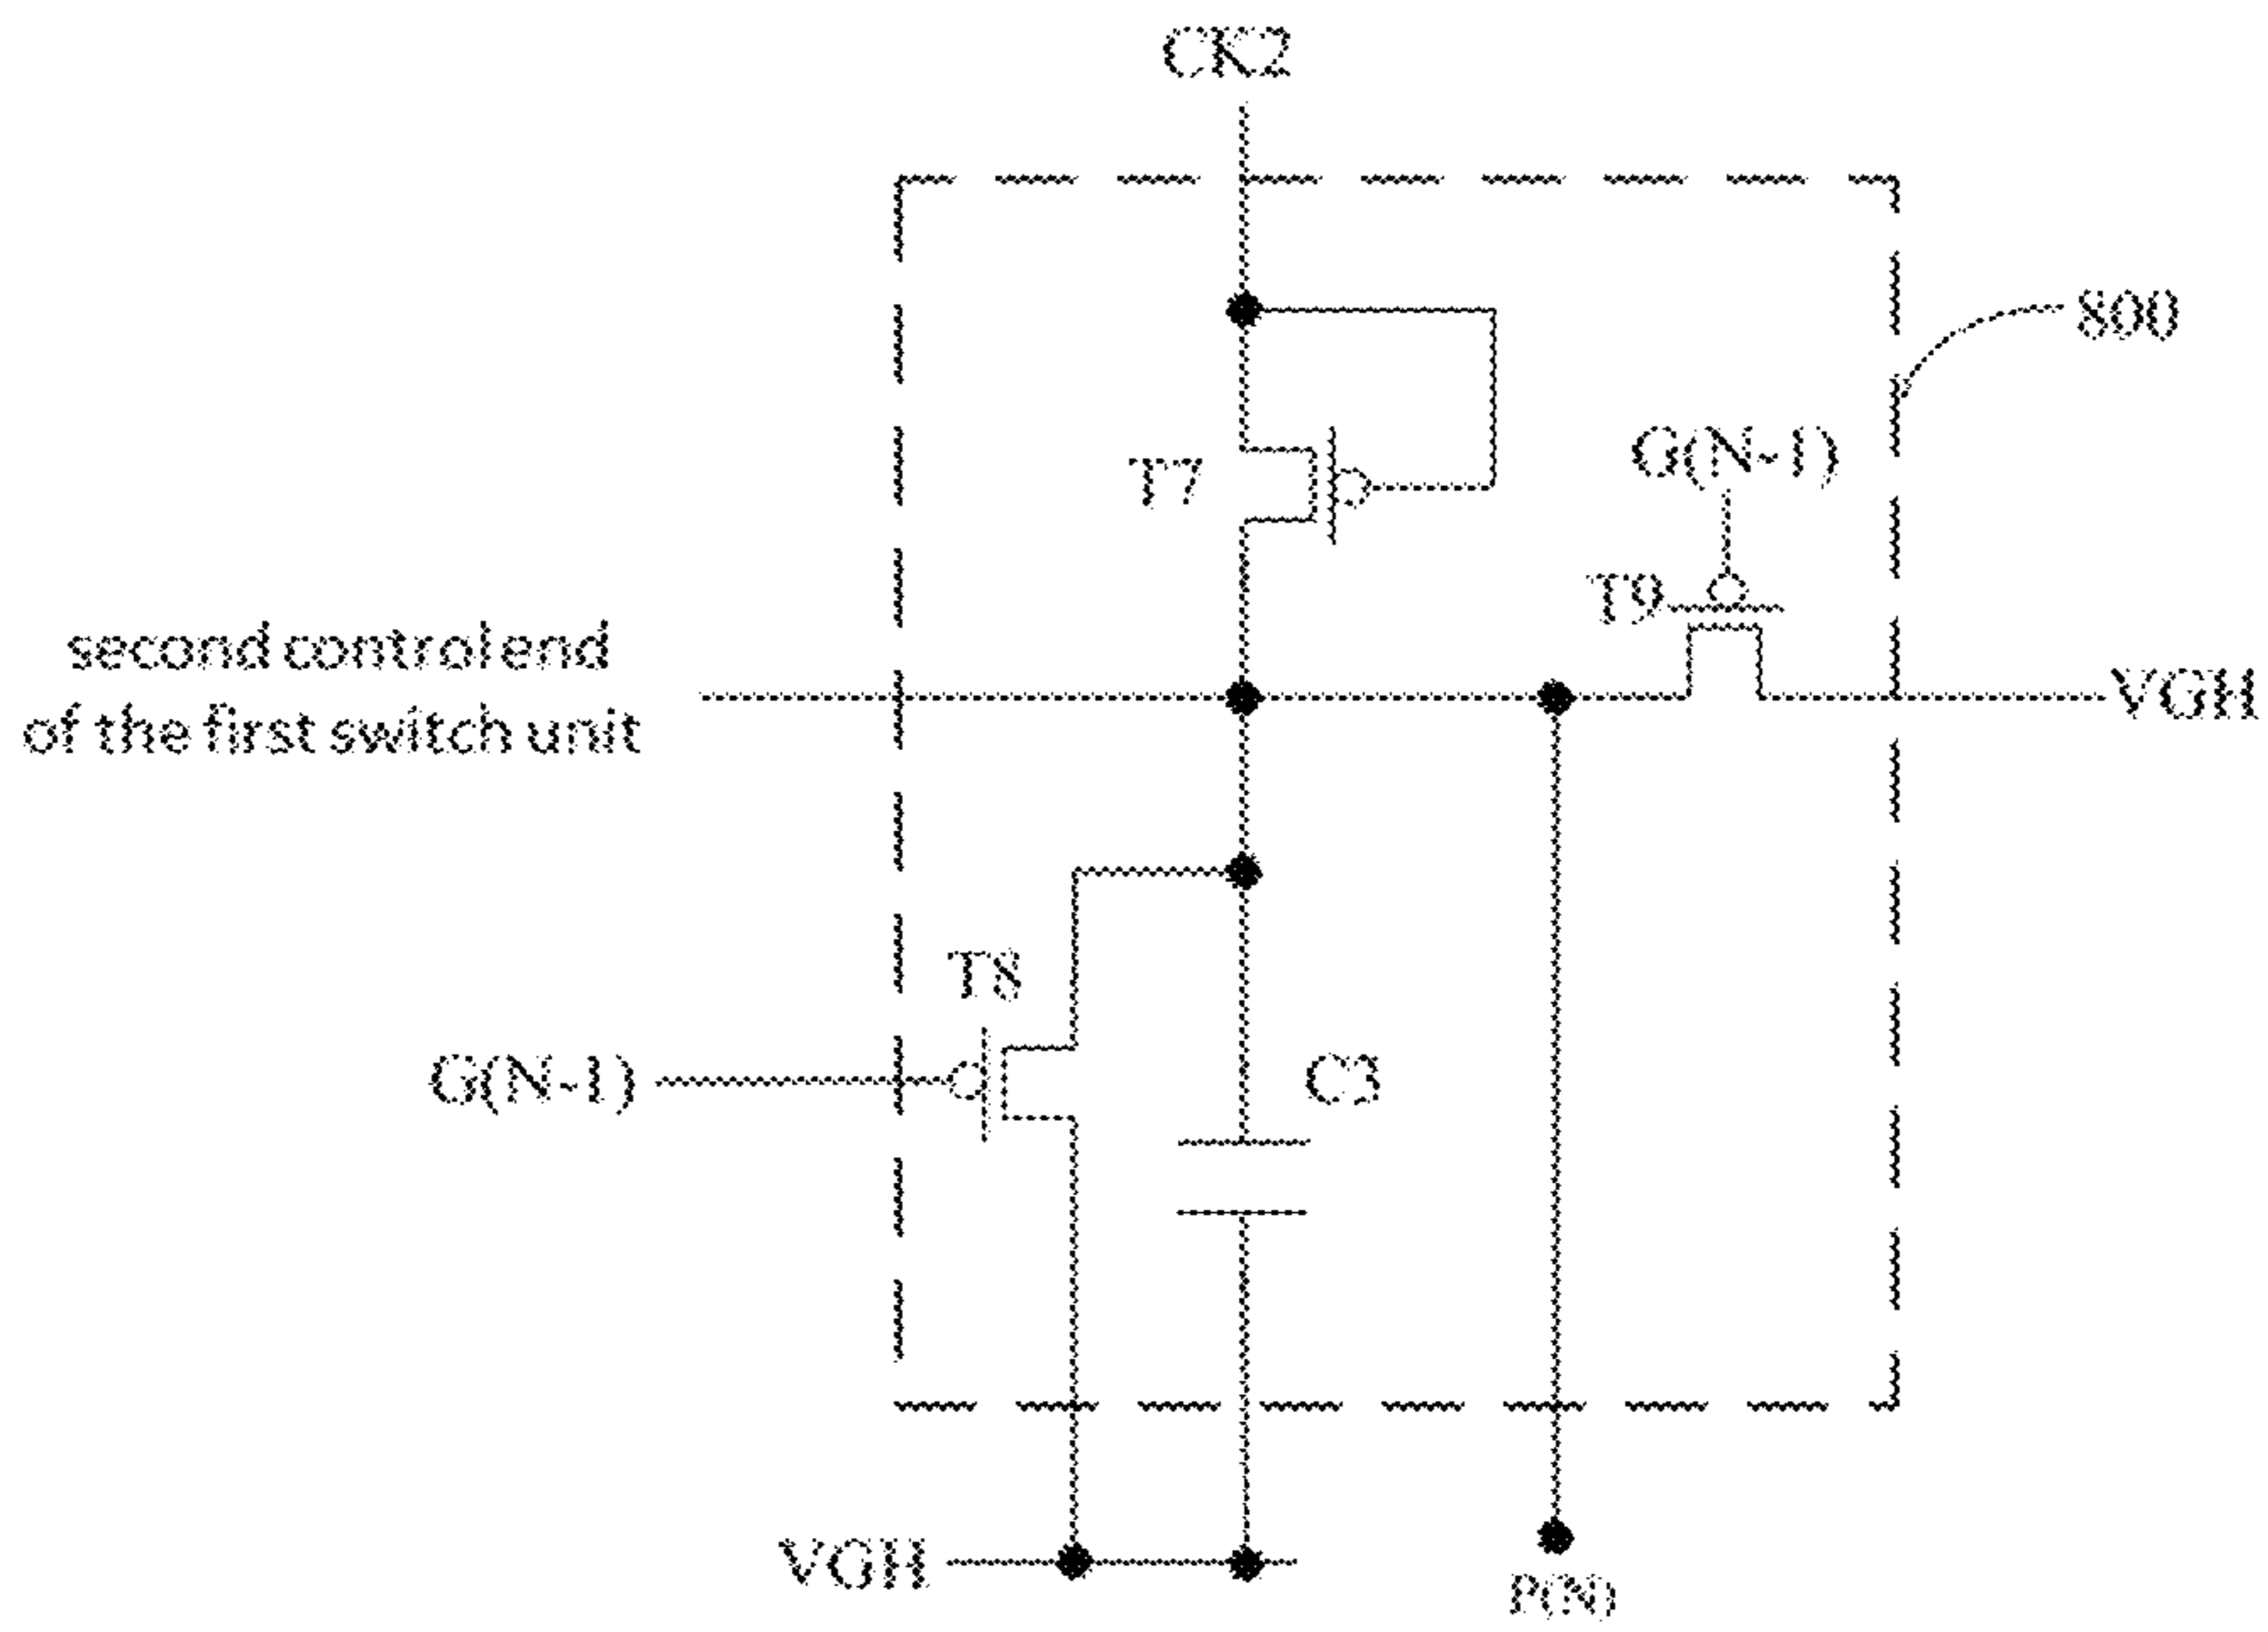 CK2
800
G(N-1)
T7
T9
second control end
of the first switch unit
VGH
T8
G(N-1)
C3
VGH
P(N)